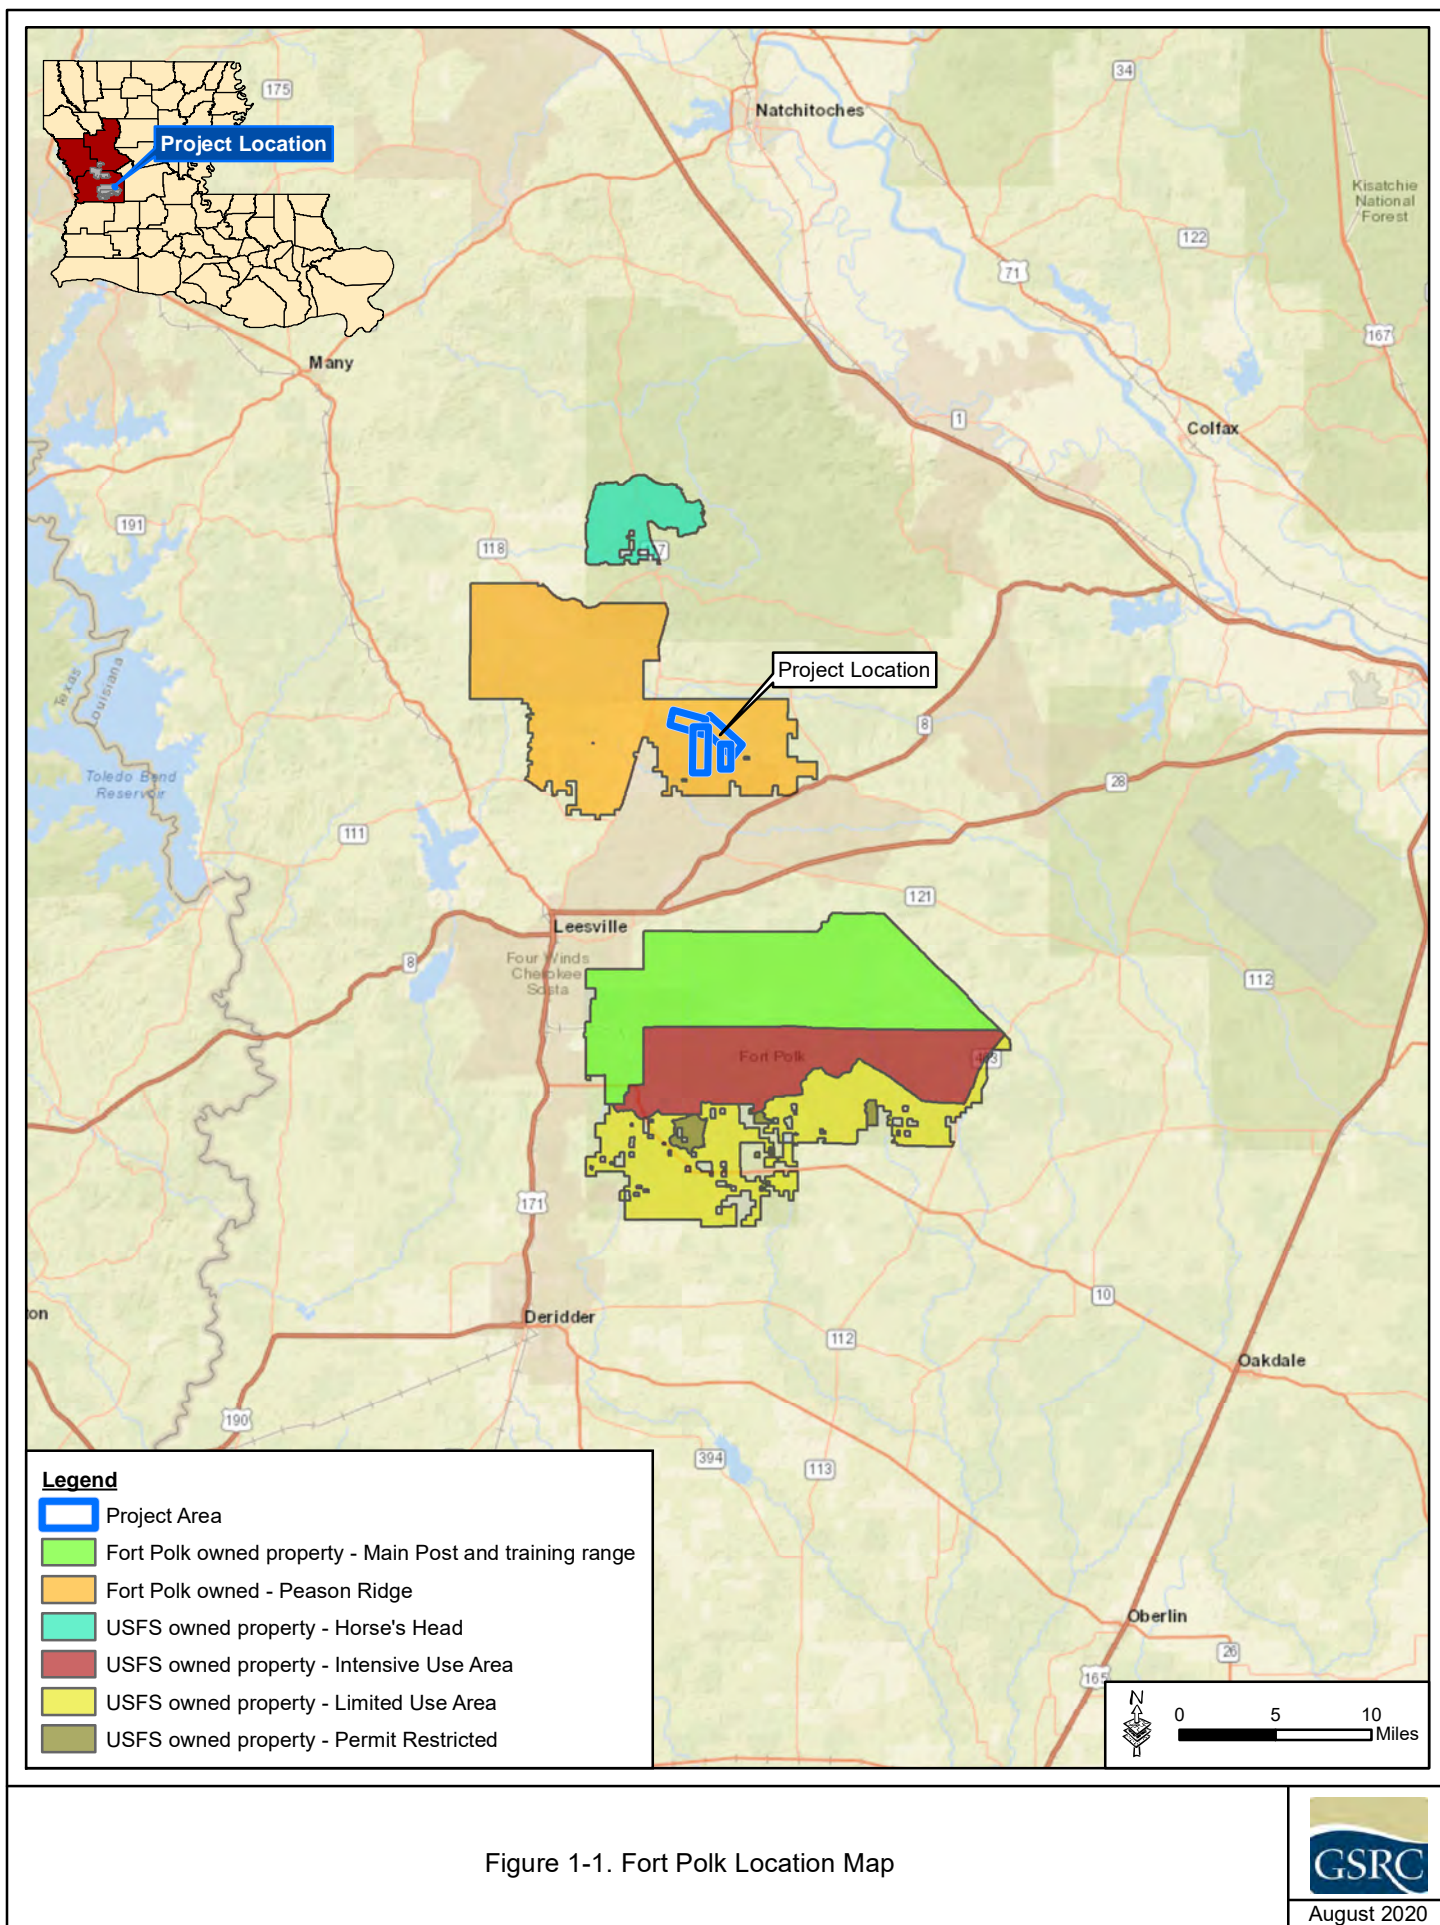 175
34
Natchitoches
Project Location
Kisatchie
National
Forest
122
71
167
Many
1
Colfax
191
118
Project Location
Texas
Louisiana
8
Toledo Bend
Reservoir
28
111
121
Leesville
Four Winds
Cherokee
Sosta
8
112
Fort Polk
171
10
Deridder
112
Oakdale
190
394
113
Legend
Project Area
Fort Polk owned property - Main Post and training range
Fort Polk owned - Peason Ridge
USFS owned property - Horse's Head
USFS owned property - Intensive Use Area
USFS owned property - Limited Use Area
USFS owned property - Permit Restricted
Oberlin
26
165
N
0 5 10
Miles
Figure 1-1. Fort Polk Location Map
GSRC
August 2020